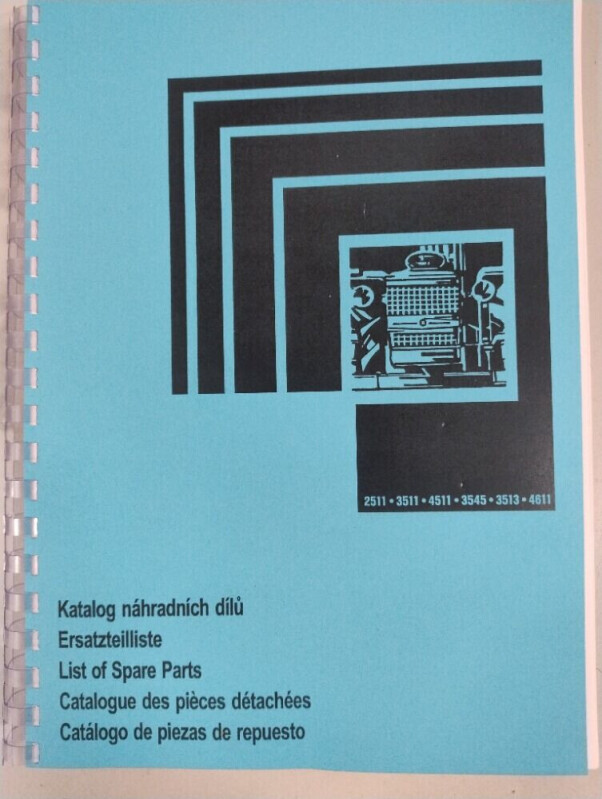 2511 • 3511 • 4511 • 3545 • 3513 • 4611
Katalog náhradních dílů
Ersatzteilliste
List of Spare Parts
Catalogue des pièces détachées
Catálogo de piezas de repuesto